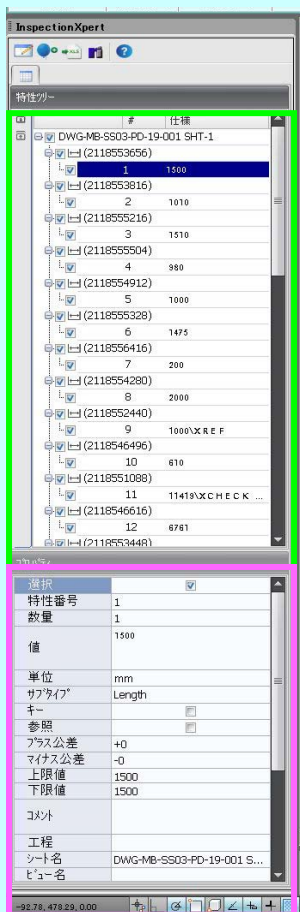 InspectionXpert
特性ツリー
# 仕様
DWG-MB-SS03-PD-19-001 SHT-1
(2118553656)
1 1500
(2118553816)
2 1010
(2118555216)
3 1510
(2118555504)
4 980
(2118554912)
5 1000
(2118555328)
6 1475
(2118556416)
7 200
(2118554280)
8 2000
(2118552440)
9 1000\XREF
(2118546496)
10 610
(2118551088)
11 11419\XCHECK ...
(2118546616)
12 6761
(2118553448)
プロパティ
選択
特性番号 1
数量 1
値 1500
単位 mm
サブタイプ Length
キー
参照
プラス公差 +0
マイナス公差 -0
上限値 1500
下限値 1500
コメント
工程
シート名 DWG-MB-SS03-PD-19-001 S...
ビュー名
-92.78, 479.29, 0.00